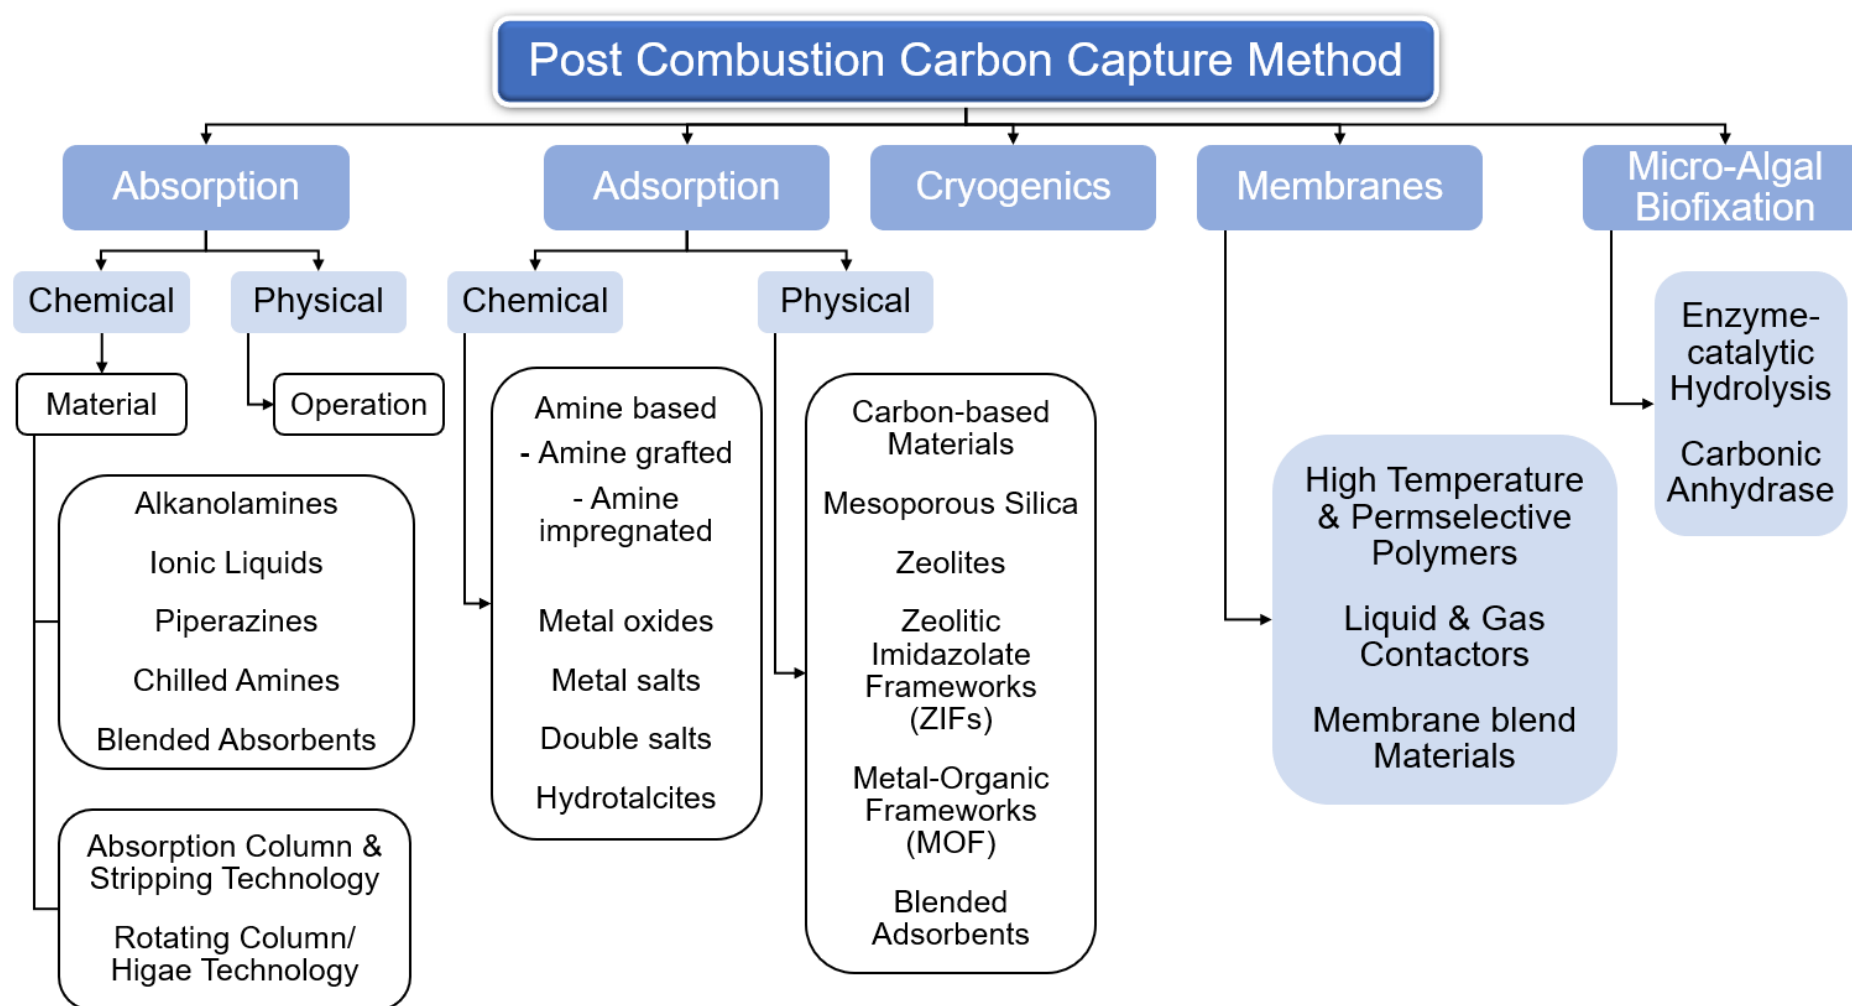 Post Combustion Carbon Capture Method
Absorption
Adsorption
Cryogenics
Membranes
Micro-Algal
Biofixation
Chemical
Physical
Chemical
Physical
Material
Operation
Alkanolamines
Ionic Liquids
Piperazines
Chilled Amines
Blended Absorbents
Absorption Column &
Stripping Technology
Rotating Column/
Higae Technology
Amine based
- Amine grafted
- Amine
impregnated
Metal oxides
Metal salts
Double salts
Hydrotalcites
Carbon-based
Materials
Mesoporous Silica
Zeolites
Zeolitic
Imidazolate
Frameworks
(ZIFs)
Metal-Organic
Frameworks
(MOF)
Blended
Adsorbents
High Temperature
& Permselective
Polymers
Liquid & Gas
Contactors
Membrane blend
Materials
Enzyme-
catalytic
Hydrolysis
Carbonic
Anhydrase